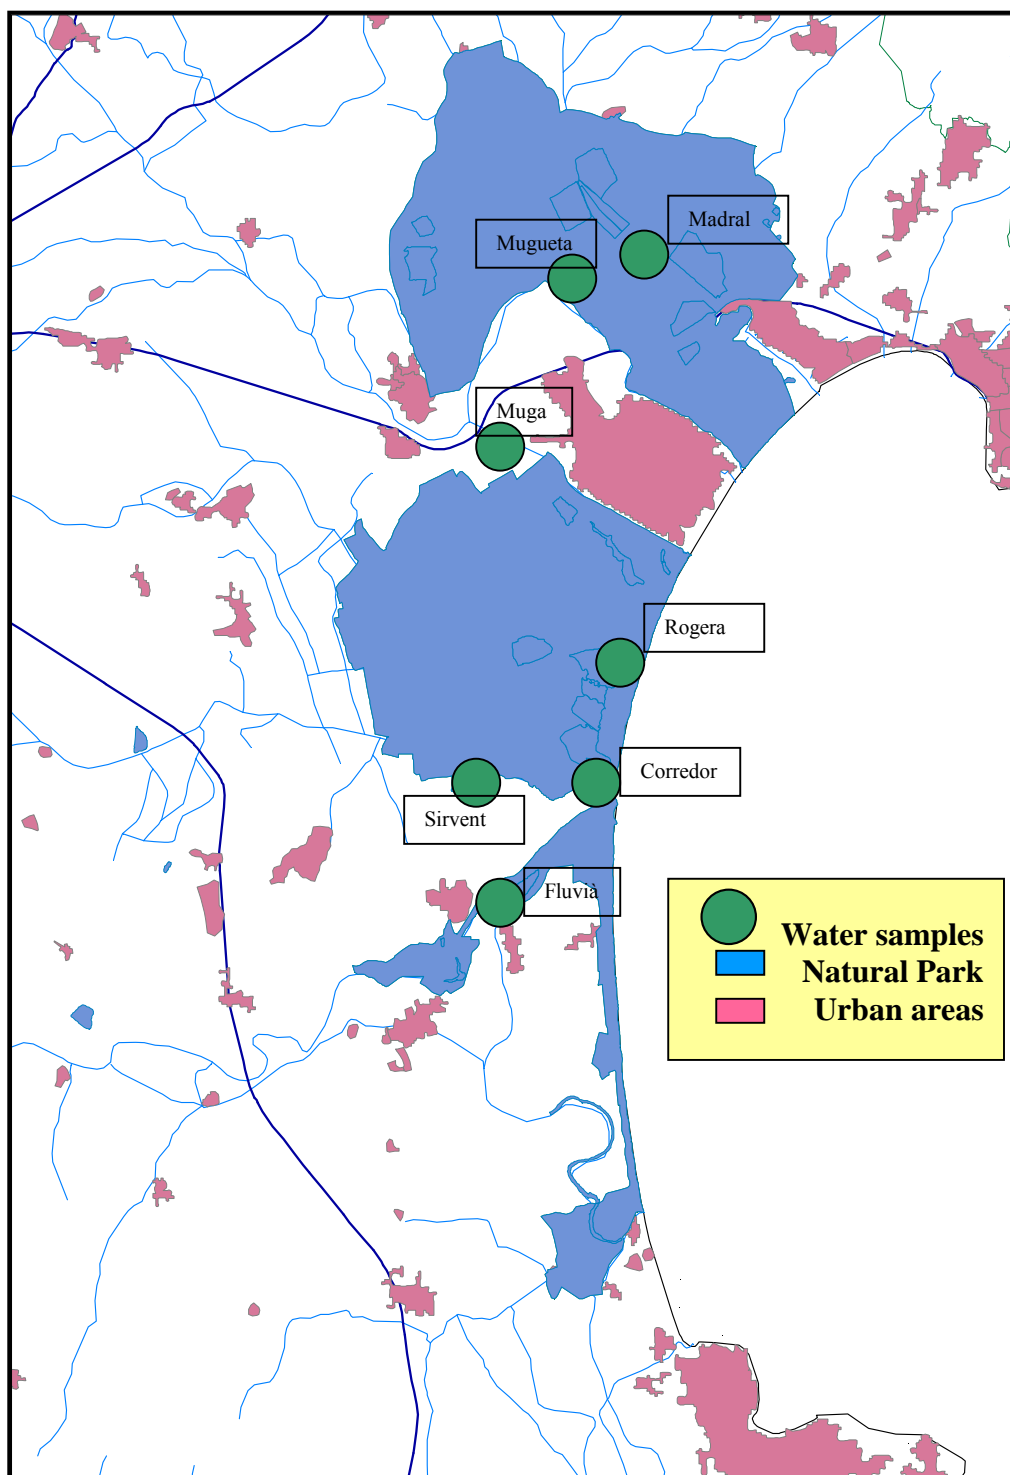 Madral
Mugueta
Muga
Rogera
Corredor
Sirvent
Fluvià
Water samples
Natural Park
Urban areas